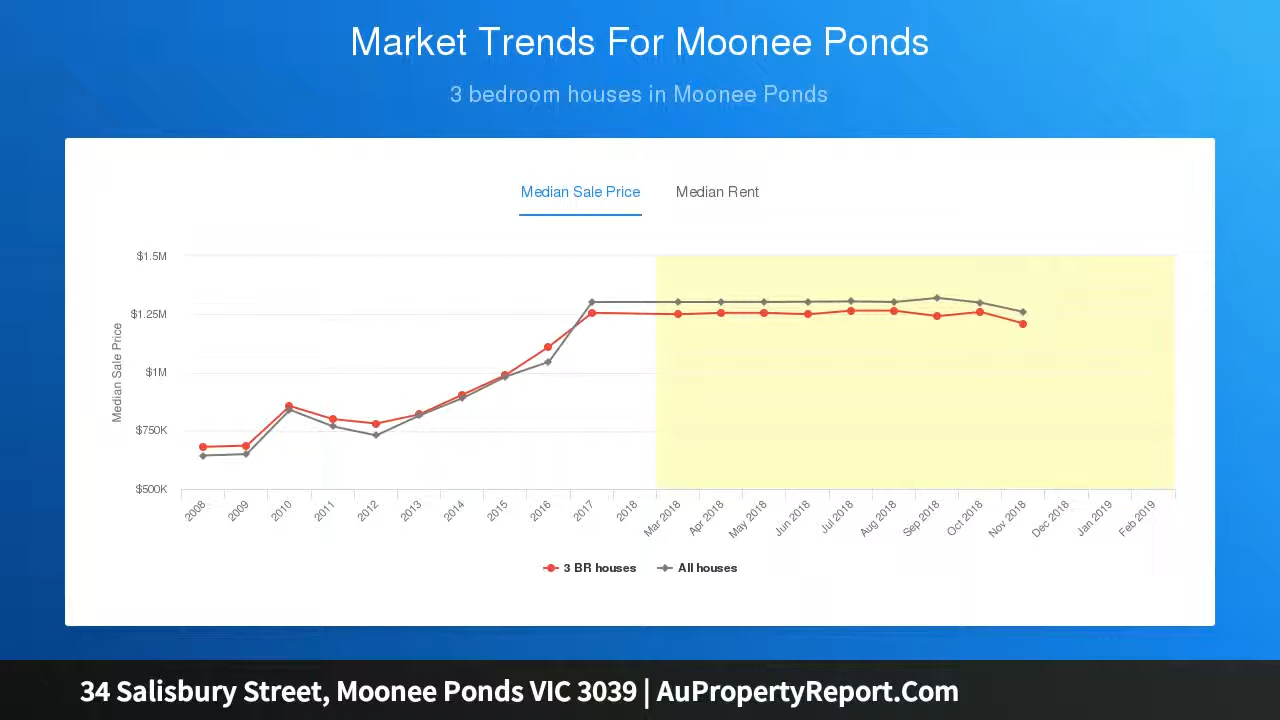 Market Trends For Moonee Ponds
3 bedroom houses in Moonee Ponds
Median Sale Price Median Rent
$1.5M
$1.25M
$1M
$750K
$500K
Median Sale Price
2008 2009 2010 2011 2012 2013 2014 2015 2016 2017 2018 Mar 2018 Apr 2018 May 2018 Jun 2018 Jul 2018 Aug 2018 Sep 2018 Oct 2018 Nov 2018 Dec 2018 Jan 2019 Feb 2019
3 BR houses All houses
34 Salisbury Street, Moonee Ponds VIC 3039 | AuPropertyReport.Com